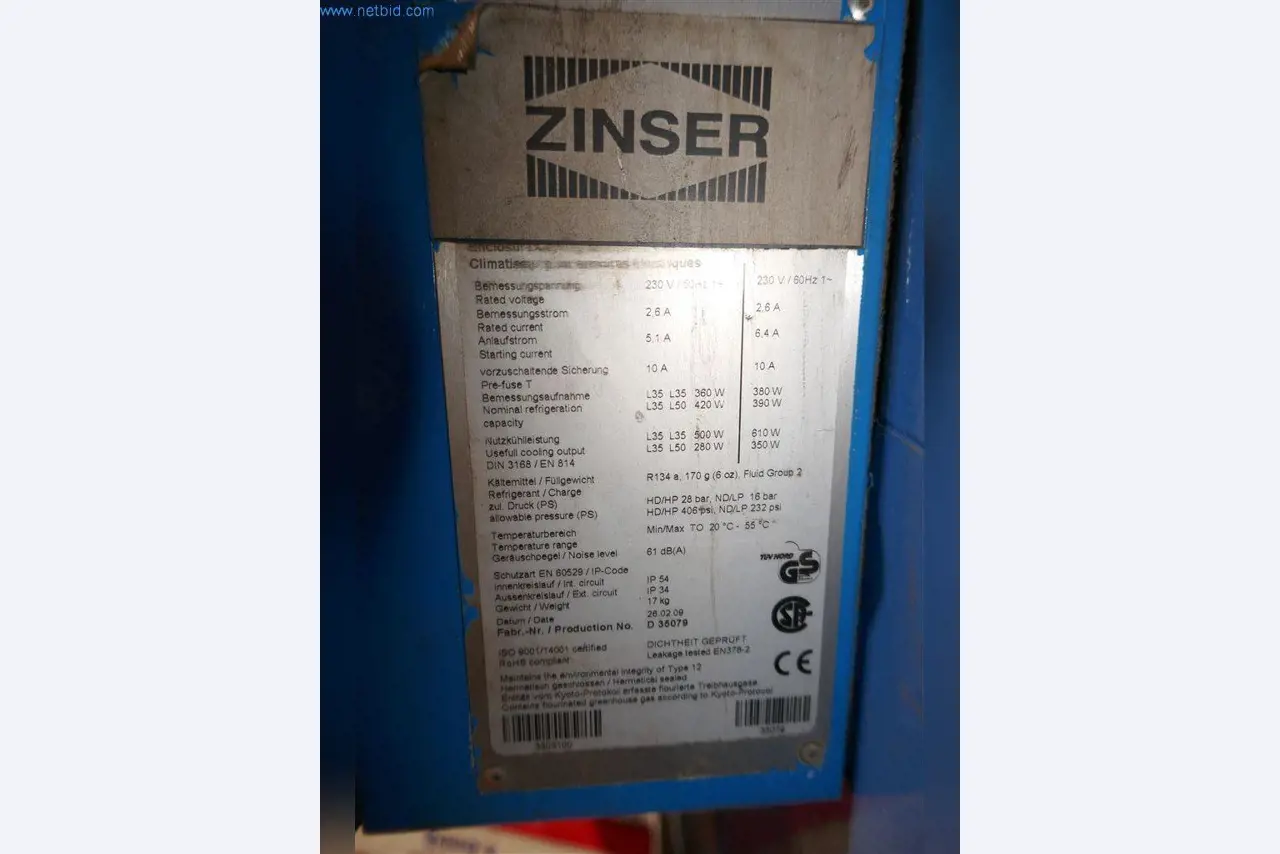 www.netbid.com
ZINSER
Rated voltage 230 V / 60Hz 1~
Bemessungsstrom 2,6 A 2,6 A
Rated current
Anlaufstrom 5,1 A 6,4 A
Starting current
vorzuschaltende Sicherung 10 A 10 A
Pre-fuse T
Bemessungsaufnahme L35 L35 360 W 380 W
Nominal refrigeration L35 L50 420 W 390 W
capacity
Nutzkühlleistung L35 L35 500 W 610 W
Usefull cooling output L35 L50 280 W 350 W
DIN 3168 / EN 814
Kältemittel / Füllgewicht R134 a, 170 g (6 oz), Fluid Group 2
Refrigerant / Charge
zul. Druck (PS) HD/HP 28 bar, ND/LP 16 bar
allowable pressure (PS) HD/HP 406 psi, ND/LP 232 psi
Temperaturbereich Min/Max TO 20 °C - 55 °C
Temperature range
Geräuschpegel / Noise level 61 dB(A)
Schutzart EN 60529 / IP-Code
Innenkreislauf / Int. circuit IP 54
Aussenkreislauf / Ext. circuit IP 34
Gewicht / Weight 17 kg
Datum / Date 26.02.09
Fabr.-Nr. / Production No. D 35079
ISO 9001/14001 certified DICHTHEIT GEPRÜFT
RoHS compliant Leakage tested EN378-2
Maintains the environmental integrity of Type 12
Hermetisch geschlossen / Hermetical sealed
Enthält vom Kyoto-Protokoll erfasste flourierte Treibhausgase
Contains flourinated greenhouse gas according to Kyoto-Protocol
TÜV NORD
GS
CE